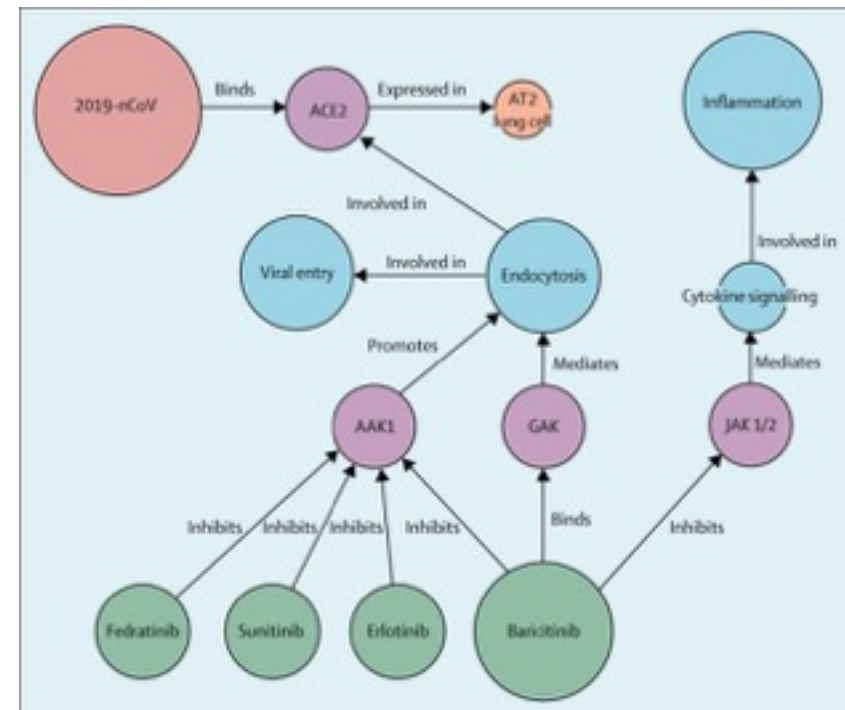 2019-nCoV
Binds
ACE2
Expressed in
AT2
lung cell
Inflammation
Involved in
Involved in
Viral entry
Involved in
Endocytosis
Cytokine signalling
Promotes
Mediates
Mediates
AAK1
GAK
JAK 1/2
Inhibits
Inhibits
Inhibits
Inhibits
Binds
Inhibits
Fedratinib
Sunitinib
Erlotinib
Baricitinib